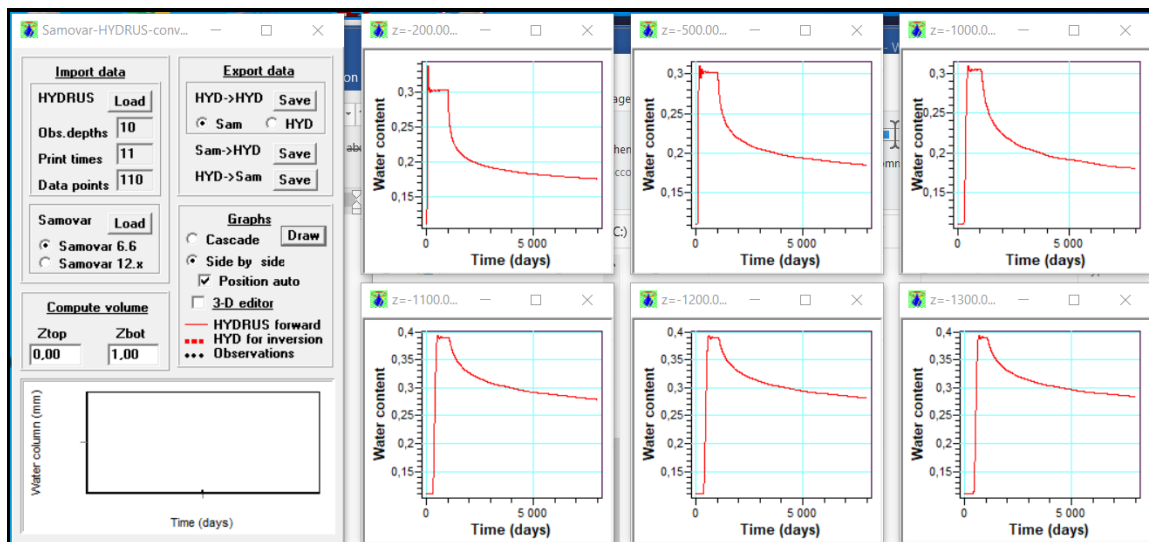 Samovar-HYDRUS-conv...
Import data
HYDRUS Load
Obs.depths 10
Print times 11
Data points 110
Samovar Load
Samovar 6.6
Samovar 12.x
Compute volume
Ztop Zbot
0,00 1,00
Export data
HYD->HYD Save
Sam HYD
Sam->HYD Save
HYD->Sam Save
Graphs
Cascade Draw
Side by side
Position auto
3-D editor
HYDRUS forward
HYD for inversion
Observations
Water column (mm)
Time (days)
z=-200.00...
Water content
0,3
0,25
0,2
0,15
0 5 000
Time (days)
z=-500.0...
Water content
0,3
0,25
0,2
0,15
0 5 000
Time (days)
z=-1000.0...
Water content
0,3
0,25
0,2
0,15
0 5 000
Time (days)
z=-1100.0...
Water content
0,4
0,35
0,3
0,25
0,2
0,15
0 5 000
Time (days)
z=-1200.0...
Water content
0,4
0,35
0,3
0,25
0,2
0,15
0 5 000
Time (days)
z=-1300.0...
Water content
0,4
0,35
0,3
0,25
0,2
0,15
0 5 000
Time (days)